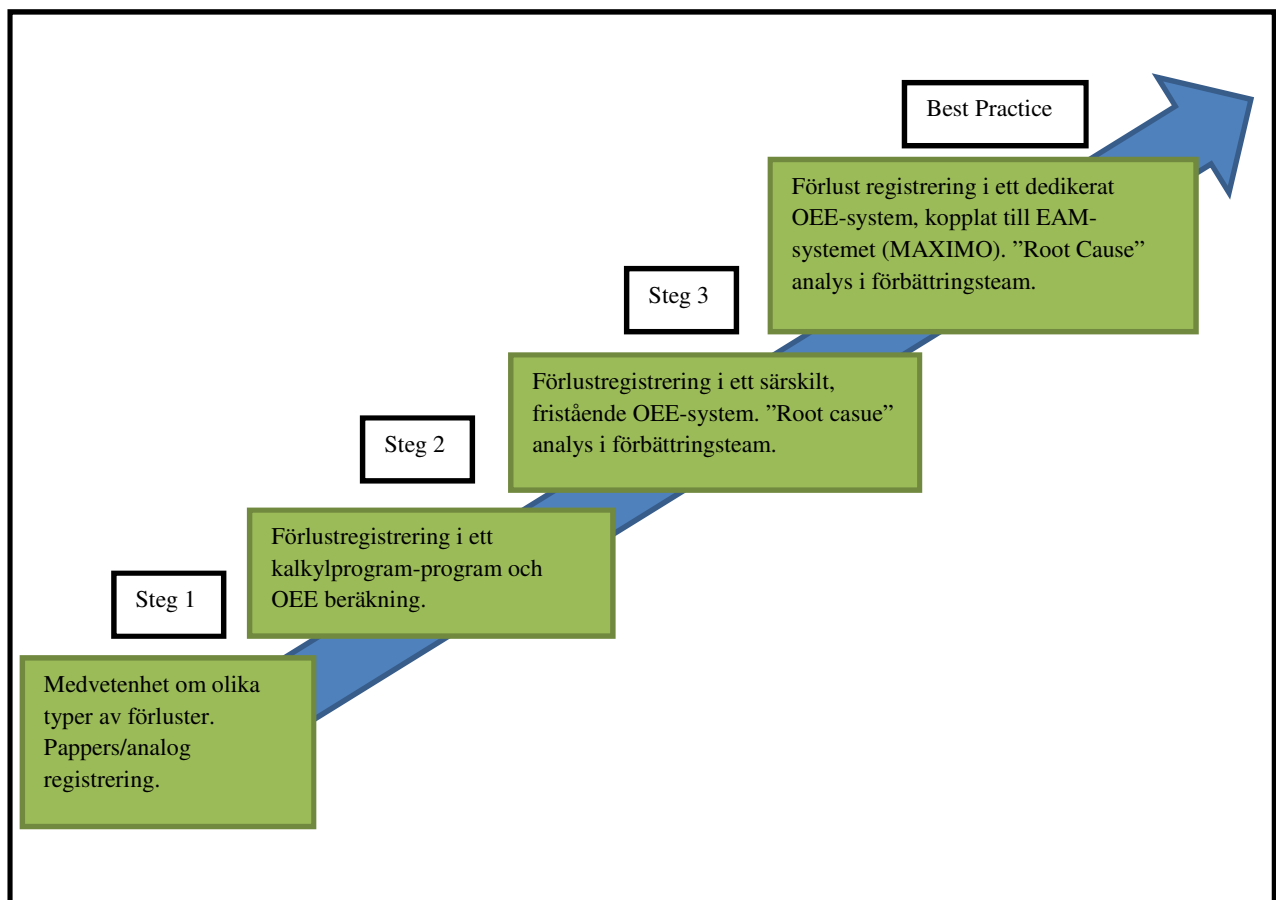 Best Practice
Förlust registrering i ett dedikerat
OEE-system, kopplat till EAM-
systemet (MAXIMO). ”Root Cause”
analys i förbättringsteam.
Steg 3
Förlustregistrering i ett särskilt,
fristående OEE-system. ”Root casue”
analys i förbättringsteam.
Steg 2
Förlustregistrering i ett
kalkylprogram-program och
OEE beräkning.
Steg 1
Medvetenhet om olika
typer av förluster.
Pappers/analog
registrering.